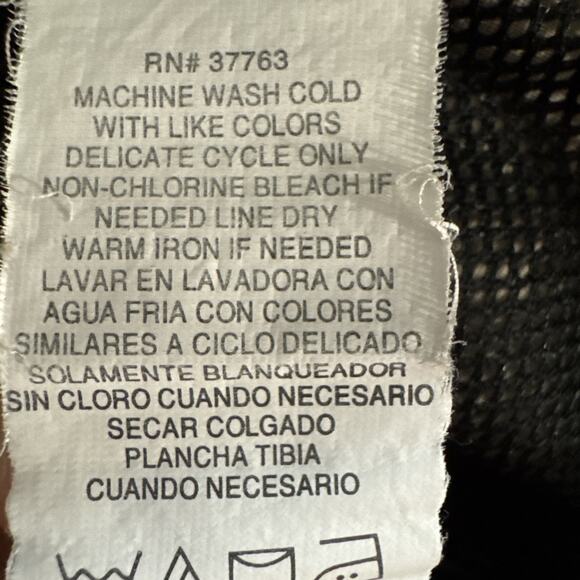 RN# 37763
MACHINE WASH COLD
WITH LIKE COLORS
DELICATE CYCLE ONLY
NON-CHLORINE BLEACH IF
NEEDED LINE DRY
WARM IRON IF NEEDED
LAVAR EN LAVADORA CON
AGUA FRIA CON COLORES
SIMILARES A CICLO DELICADO
SOLAMENTE BLANQUEADOR
SIN CLORO CUANDO NECESARIO
SECAR COLGADO
PLANCHA TIBIA
CUANDO NECESARIO